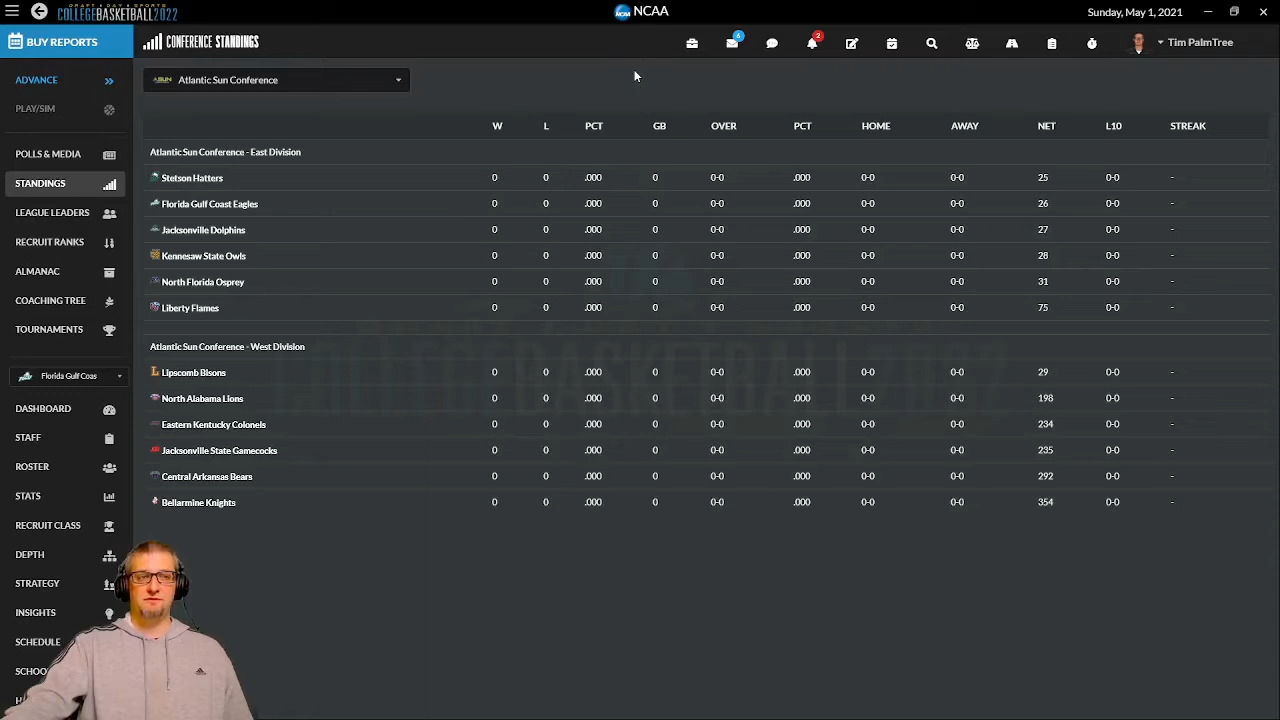 DRAFT DAY SPORTS
COLLEGEBASKETBALL2022
NCAA
Sunday, May 1, 2021
BUY REPORTS
CONFERENCE STANDINGS
6
2
Tim PalmTree
ADVANCE
PLAY/SIM
POLLS & MEDIA
STANDINGS
LEAGUE LEADERS
RECRUIT RANKS
ALMANAC
COACHING TREE
TOURNAMENTS
Florida Gulf Coas
DASHBOARD
STAFF
ROSTER
STATS
RECRUIT CLASS
DEPTH
STRATEGY
INSIGHTS
SCHEDULE
SCHOO
ASUN Atlantic Sun Conference
W L PCT GB OVER PCT HOME AWAY NET L10 STREAK
Atlantic Sun Conference - East Division
Stetson Hatters 0 0 .000 0 0-0 .000 0-0 0-0 25 0-0 -
Florida Gulf Coast Eagles 0 0 .000 0 0-0 .000 0-0 0-0 26 0-0 -
Jacksonville Dolphins 0 0 .000 0 0-0 .000 0-0 0-0 27 0-0 -
Kennesaw State Owls 0 0 .000 0 0-0 .000 0-0 0-0 28 0-0 -
North Florida Osprey 0 0 .000 0 0-0 .000 0-0 0-0 31 0-0 -
Liberty Flames 0 0 .000 0 0-0 .000 0-0 0-0 75 0-0 -
Atlantic Sun Conference - West Division
Lipscomb Bisons 0 0 .000 0 0-0 .000 0-0 0-0 29 0-0 -
North Alabama Lions 0 0 .000 0 0-0 .000 0-0 0-0 198 0-0 -
Eastern Kentucky Colonels 0 0 .000 0 0-0 .000 0-0 0-0 234 0-0 -
Jacksonville State Gamecocks 0 0 .000 0 0-0 .000 0-0 0-0 235 0-0 -
Central Arkansas Bears 0 0 .000 0 0-0 .000 0-0 0-0 292 0-0 -
Bellarmine Knights 0 0 .000 0 0-0 .000 0-0 0-0 354 0-0 -
COLLEGEBASKETBALL2022